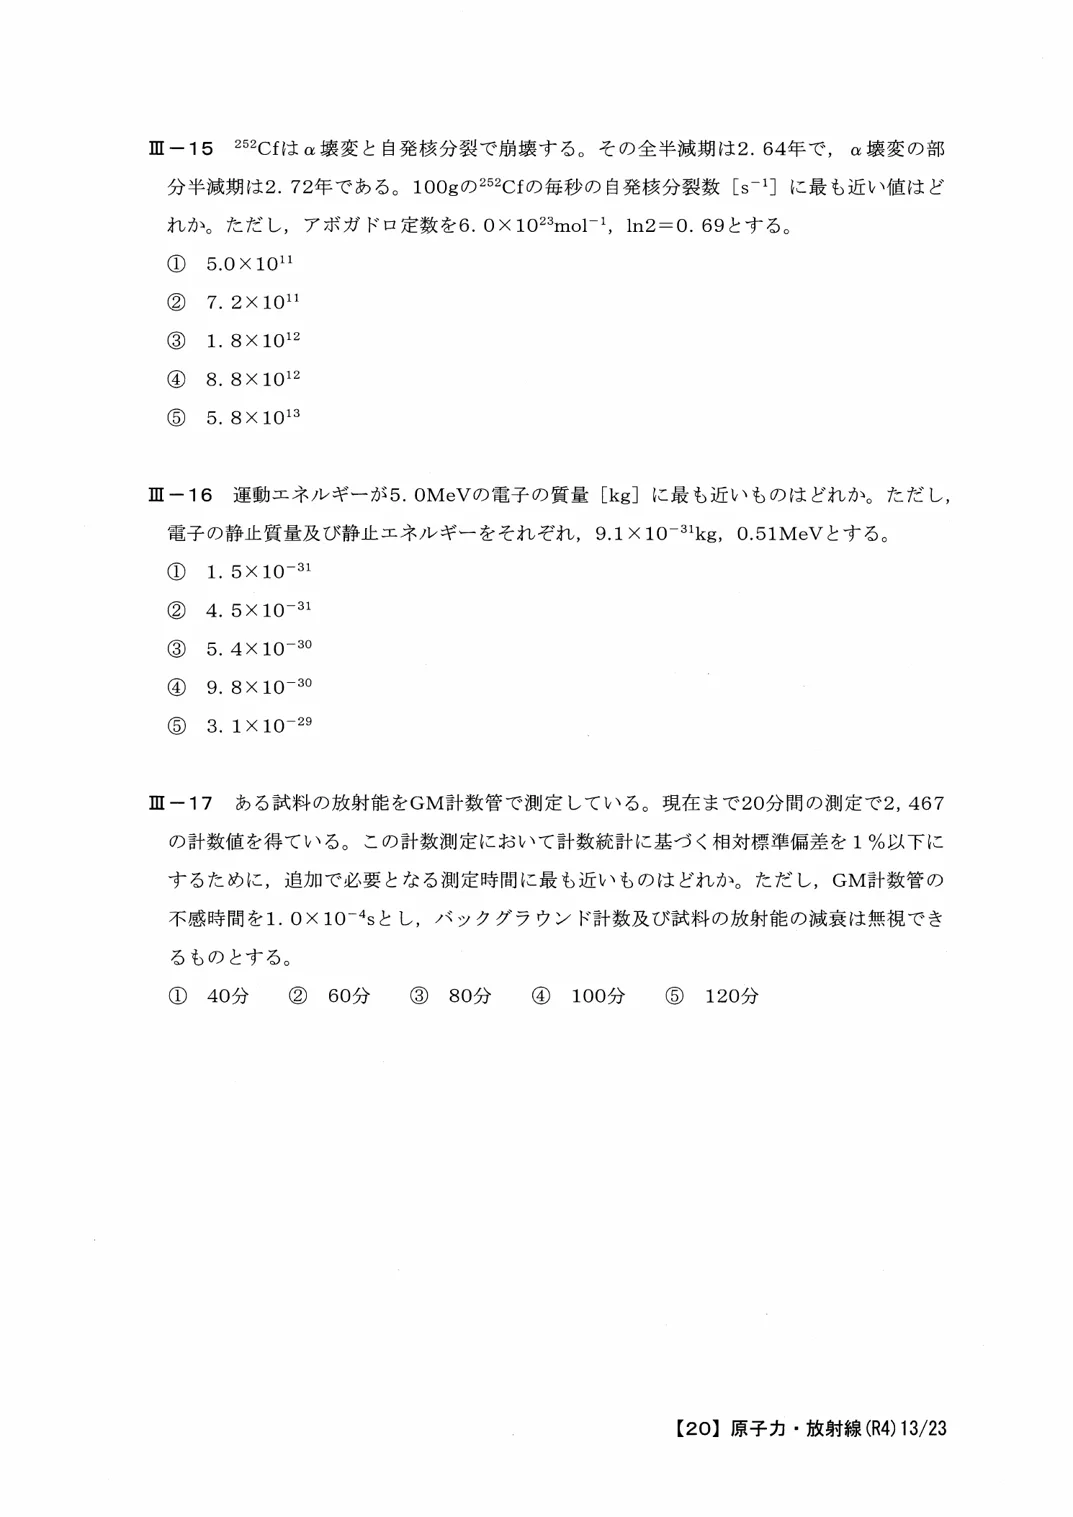 Ⅲ－15　²⁵²Cfはα壊変と自発核分裂で崩壊する。その全半減期は2. 64年で，α壊変の部
分半減期は2. 72年である。100gの²⁵²Cfの毎秒の自発核分裂数［s⁻¹］に最も近い値はど
れか。ただし，アボガドロ定数を6. 0×10²³mol⁻¹，ln2＝0. 69とする。
①　5.0×10¹¹
②　7. 2×10¹¹
③　1. 8×10¹²
④　8. 8×10¹²
⑤　5. 8×10¹³
Ⅲ－16　運動エネルギーが5. 0MeVの電子の質量［kg］に最も近いものはどれか。ただし，
電子の静止質量及び静止エネルギーをそれぞれ，9.1×10⁻³¹kg，0.51MeVとする。
①　1. 5×10⁻³¹
②　4. 5×10⁻³¹
③　5. 4×10⁻³⁰
④　9. 8×10⁻³⁰
⑤　3. 1×10⁻²⁹
Ⅲ－17　ある試料の放射能をGM計数管で測定している。現在まで20分間の測定で2, 467
の計数値を得ている。この計数測定において計数統計に基づく相対標準偏差を１％以下に
するために，追加で必要となる測定時間に最も近いものはどれか。ただし，GM計数管の
不感時間を1. 0×10⁻⁴sとし，バックグラウンド計数及び試料の放射能の減衰は無視でき
るものとする。
①　40分　②　60分　③　80分　④　100分　⑤　120分
【20】原子力・放射線(R4)13/23